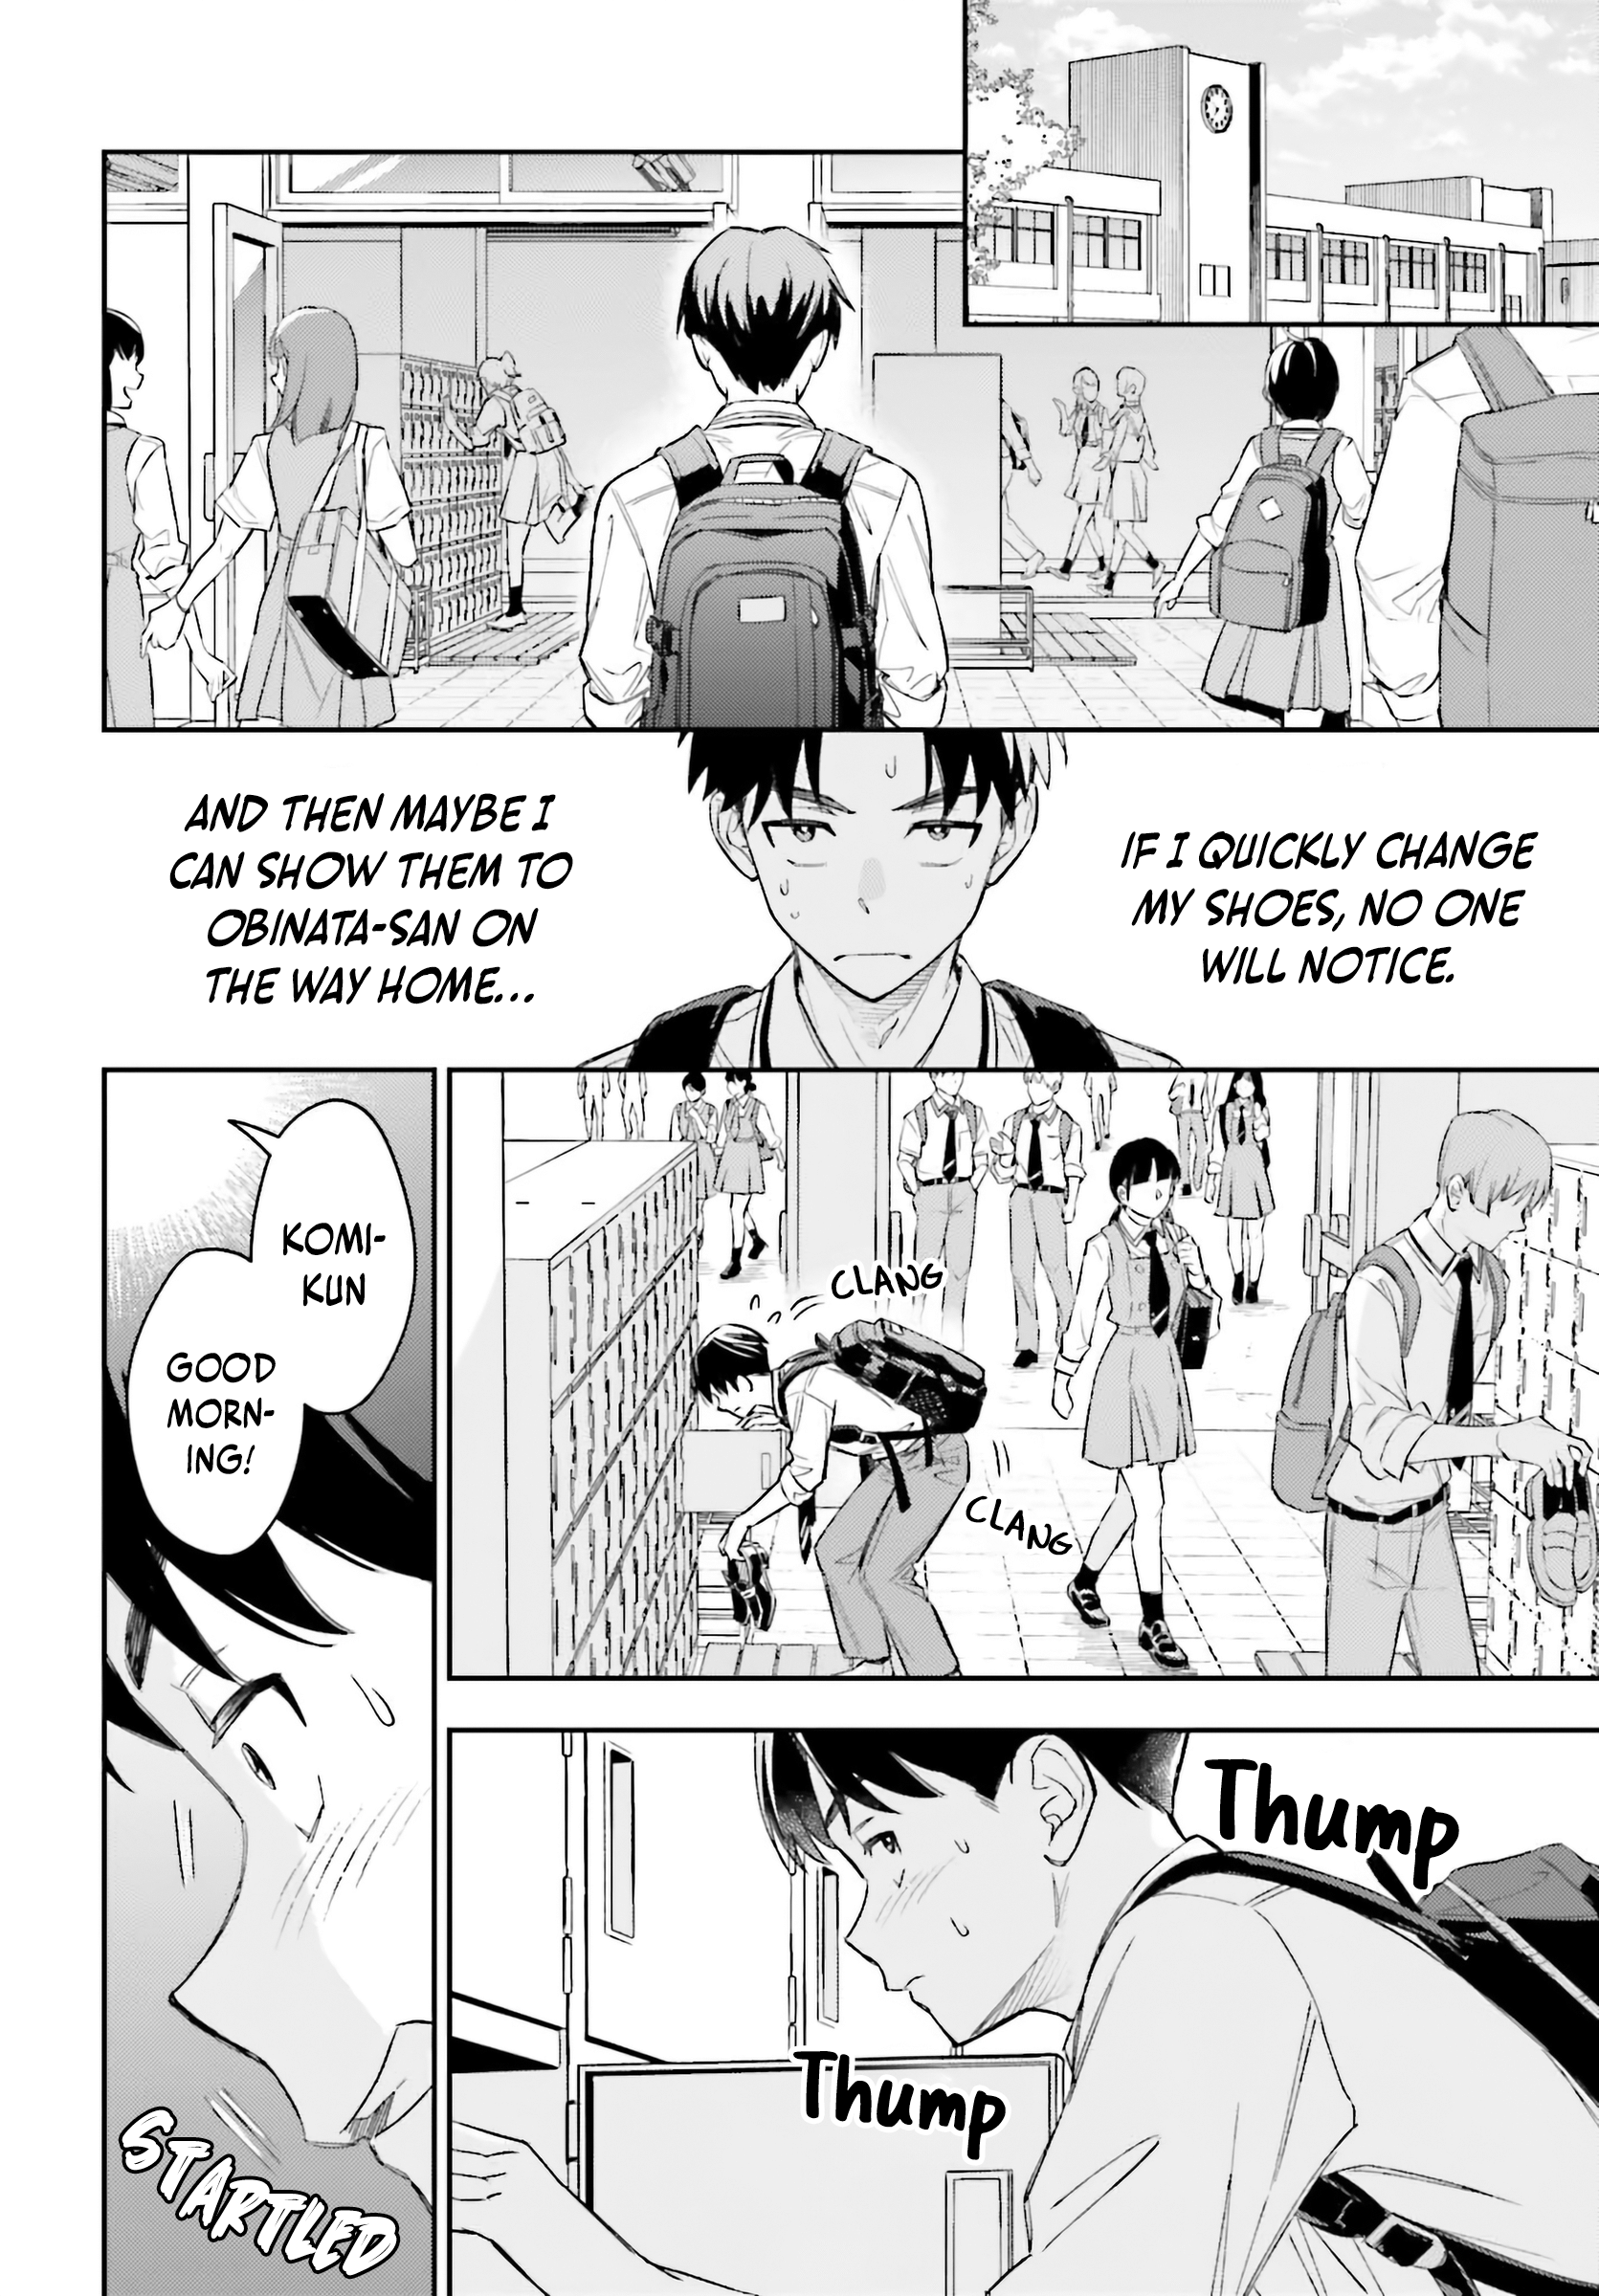 IF I QUICKLY CHANGE
MY SHOES, NO ONE
WILL NOTICE.
AND THEN MAYBE I
CAN SHOW THEM TO
OBINATA-SAN ON
THE WAY HOME...
CLANG
CLANG
Thump
Thump
KOMI-
KUN
GOOD
MORN-
ING!
STARTLED